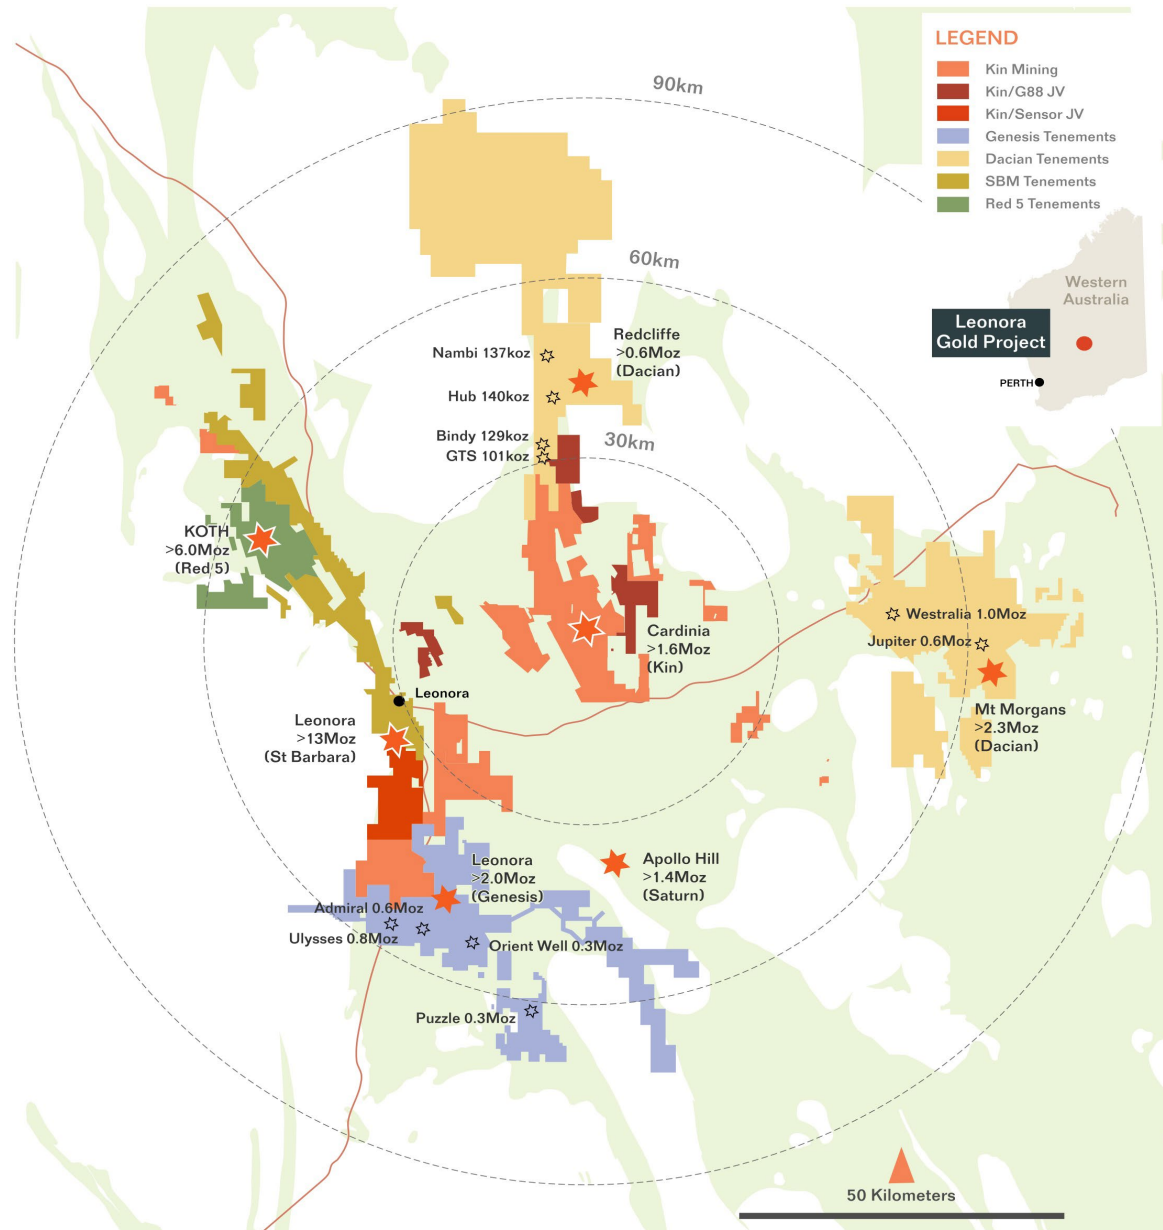 LEGEND
Kin Mining
Kin/G88 JV
Kin/Sensor JV
Genesis Tenements
Dacian Tenements
SBM Tenements
Red 5 Tenements
90km
60km
30km
Western
Australia
Leonora
Gold Project
PERTH
Redcliffe
>0.6Moz
(Dacian)
Nambi 137koz
Hub 140koz
Bindy 129koz
GTS 101koz
KOTH
>6.0Moz
(Red 5)
Cardinia
>1.6Moz
(Kin)
Westralia 1.0Moz
Jupiter 0.6Moz
Mt Morgans
>2.3Moz
(Dacian)
Leonora
Leonora
>13Moz
(St Barbara)
Leonora
>2.0Moz
(Genesis)
Apollo Hill
>1.4Moz
(Saturn)
Admiral 0.6Moz
Ulysses 0.8Moz
Orient Well 0.3Moz
Puzzle 0.3Moz
50 Kilometers